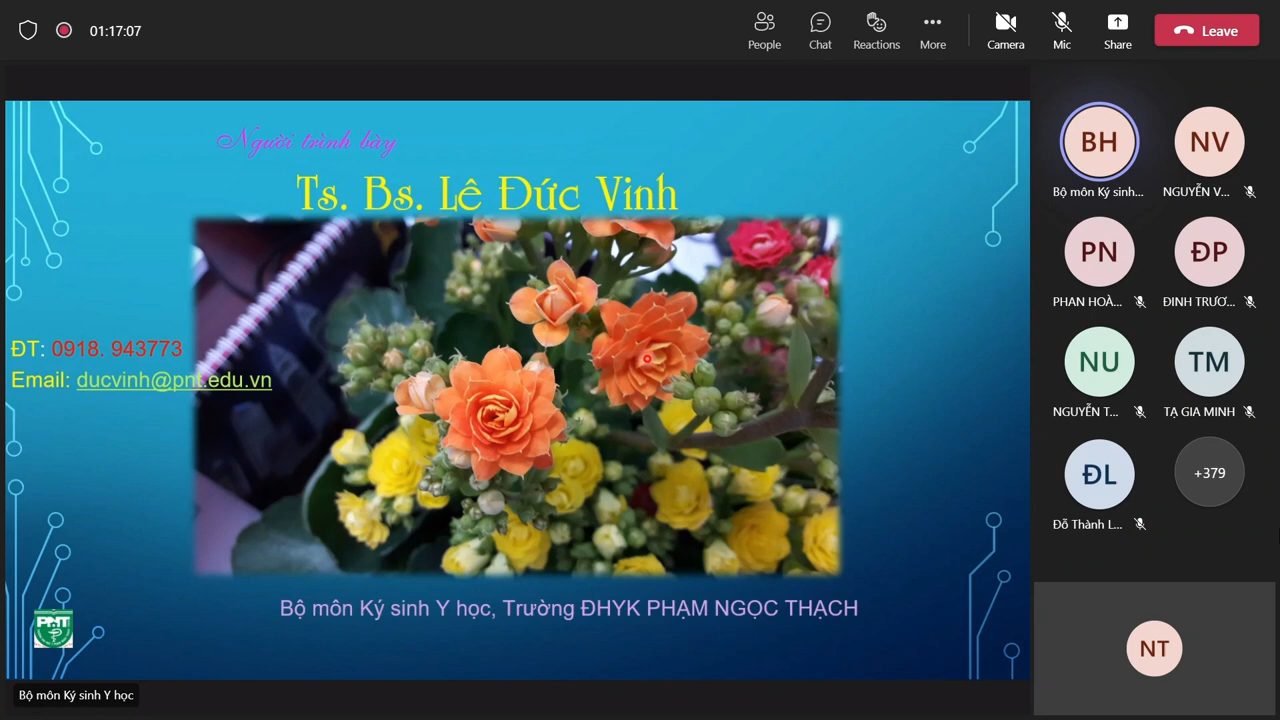 01:17:07
People
Chat
Reactions
More
Camera
Mic
Share
Leave
Người trình bày
Ts. Bs. Lê Đức Vinh
ĐT: 0918. 943773
Email: ducvinh@pnt.edu.vn
Bộ môn Ký sinh Y học, Trường ĐHYK PHẠM NGỌC THẠCH
PNT
Bộ môn Ký sinh Y học
BH
NV
Bộ môn Ký sinh...
NGUYỄN V...
PN
ĐP
PHAN HOÀ...
ĐINH TRƯƠ...
NU
TM
NGUYỄN T...
TẠ GIA MINH
ĐL
+379
Đỗ Thành L...
NT